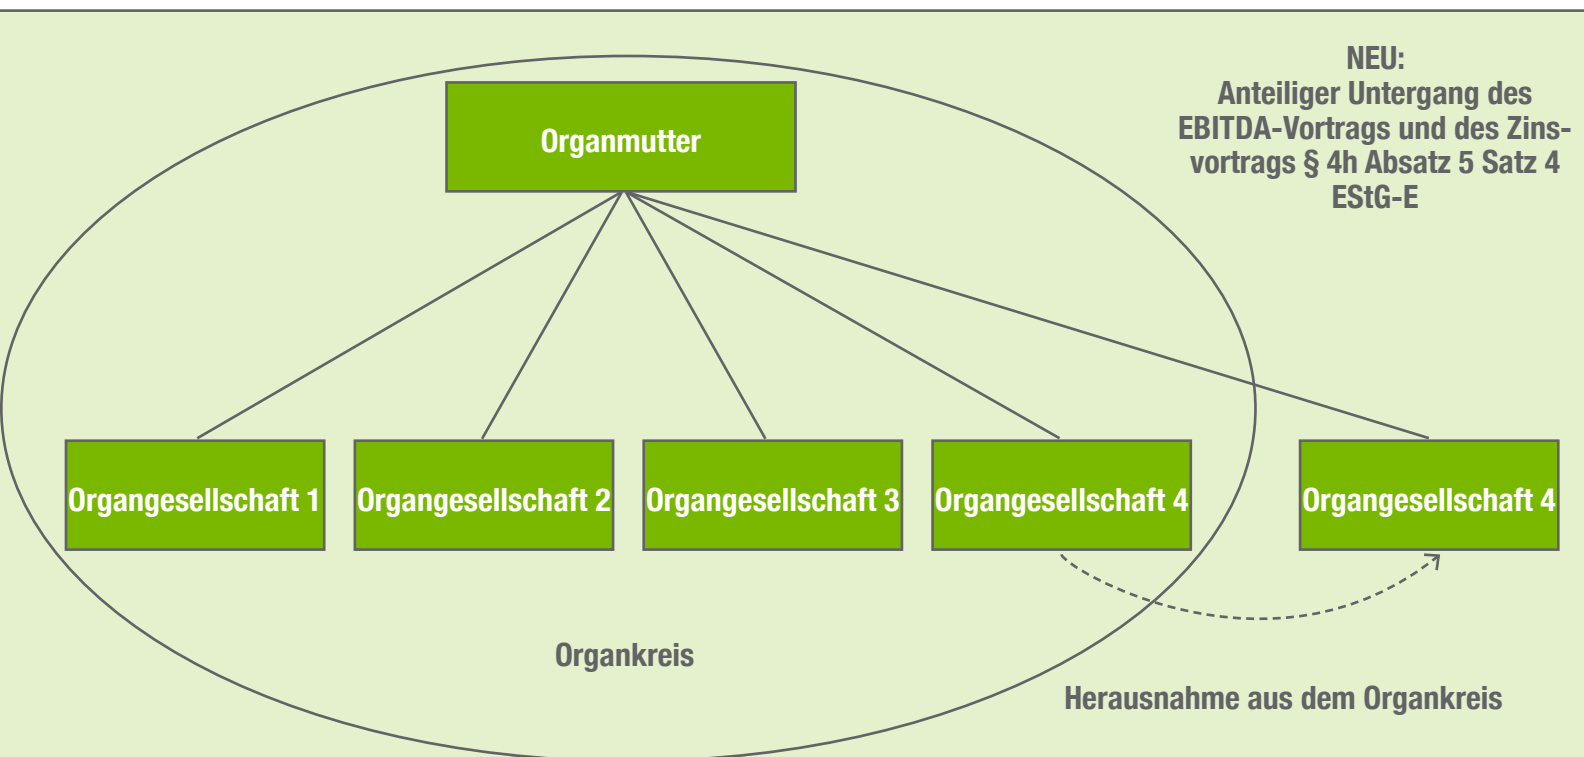 NEU:
Anteiliger Untergang des
EBITDA-Vortrags und des Zins-
vortrags § 4h Absatz 5 Satz 4
EStG-E
Organmutter
Organgesellschaft 1
Organgesellschaft 2
Organgesellschaft 3
Organgesellschaft 4
Organgesellschaft 4
Organkreis
Herausnahme aus dem Organkreis